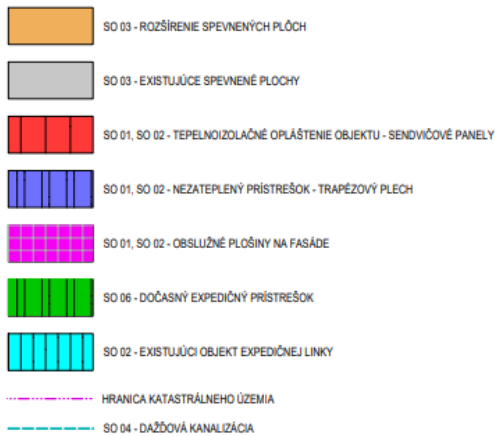 SO 03 - ROZŠÍRENIE SPEVNENÝCH PLÔCH
SO 03 - EXISTUJÚCE SPEVNENÉ PLOCHY
SO 01, SO 02 - TEPELNOIZOLAČNÉ OPLÁŠTENIE OBJEKTU - SENDVIČOVÉ PANELY
SO 01, SO 02 - NEZATEPLENÝ PRÍSTREŠOK - TRAPÉZOVÝ PLECH
SO 01, SO 02 - OBSLUŽNÉ PLOŠINY NA FASÁDE
SO 06 - DOČASNÝ EXPEDIČNÝ PRÍSTREŠOK
SO 02 - EXISTUJÚCI OBJEKT EXPEDIČNEJ LINKY
HRANICA KATASTRÁLNEHO ÚZEMIA
SO 04 - DAŽĎOVÁ KANALIZÁCIA